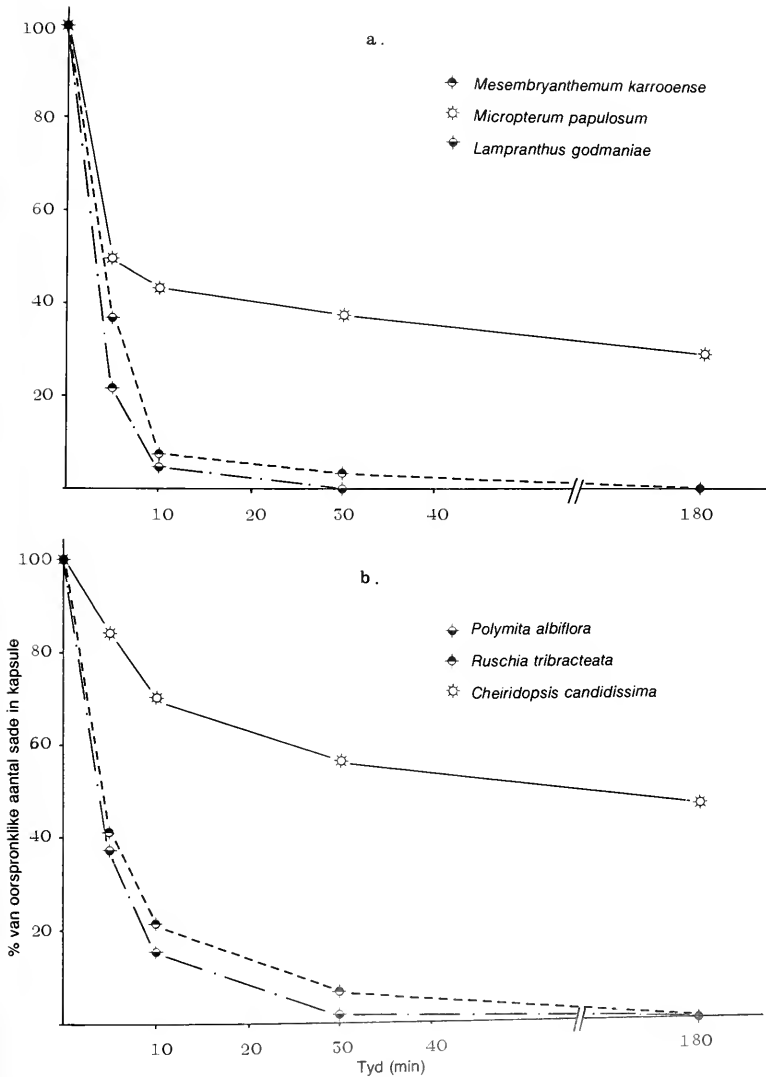 a.
100
80
60
40
20
Mesembryanthemum karrooense
Micropterum papulosum
Lampranthus godmaniae
10 20 30 40 180
b.
100
80
60
40
20
% van oorspronklike aantal sade in kapsule
Polymita albiflora
Ruschia tribracteata
Cheiridopsis candidissima
10 20 30 40 180
Tyd (min)